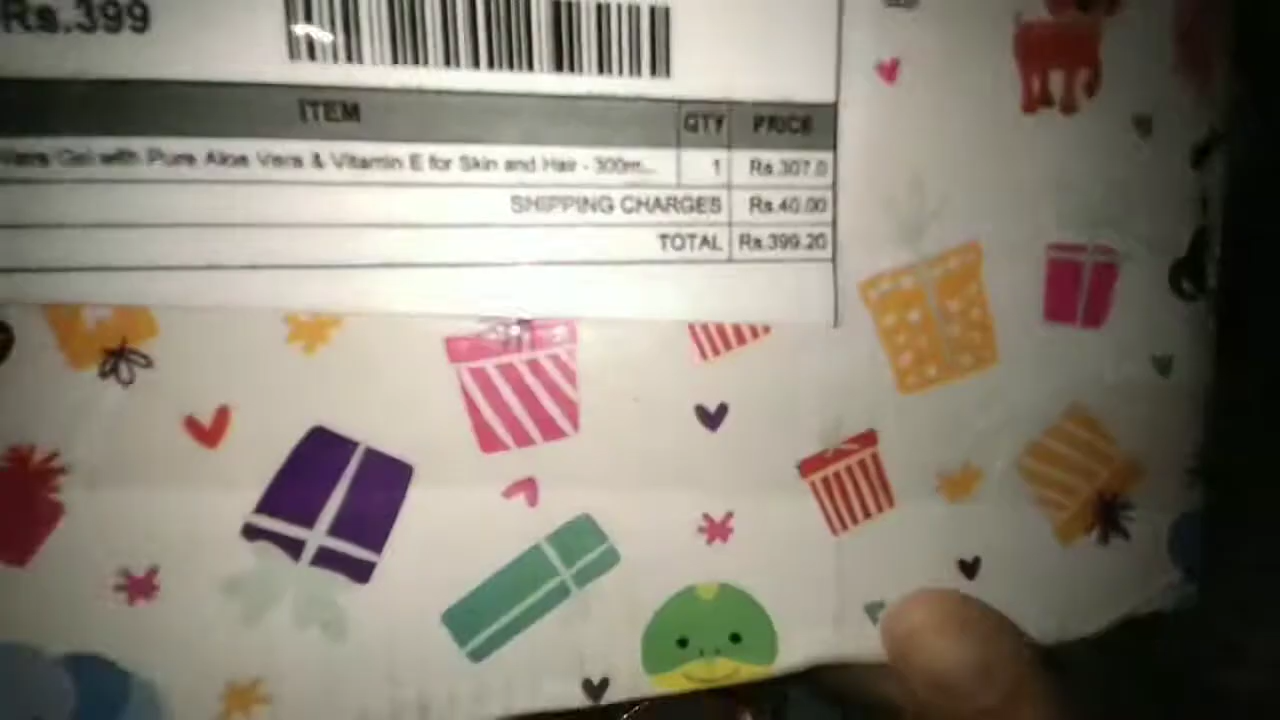 Rs.399
ITEM QTY PRICE
Vera Gel with Pure Aloe Vera & Vitamin E for Skin and Hair - 300m... 1 Rs.307.0
SHIPPING CHARGES Rs.40.00
TOTAL Rs.399.20